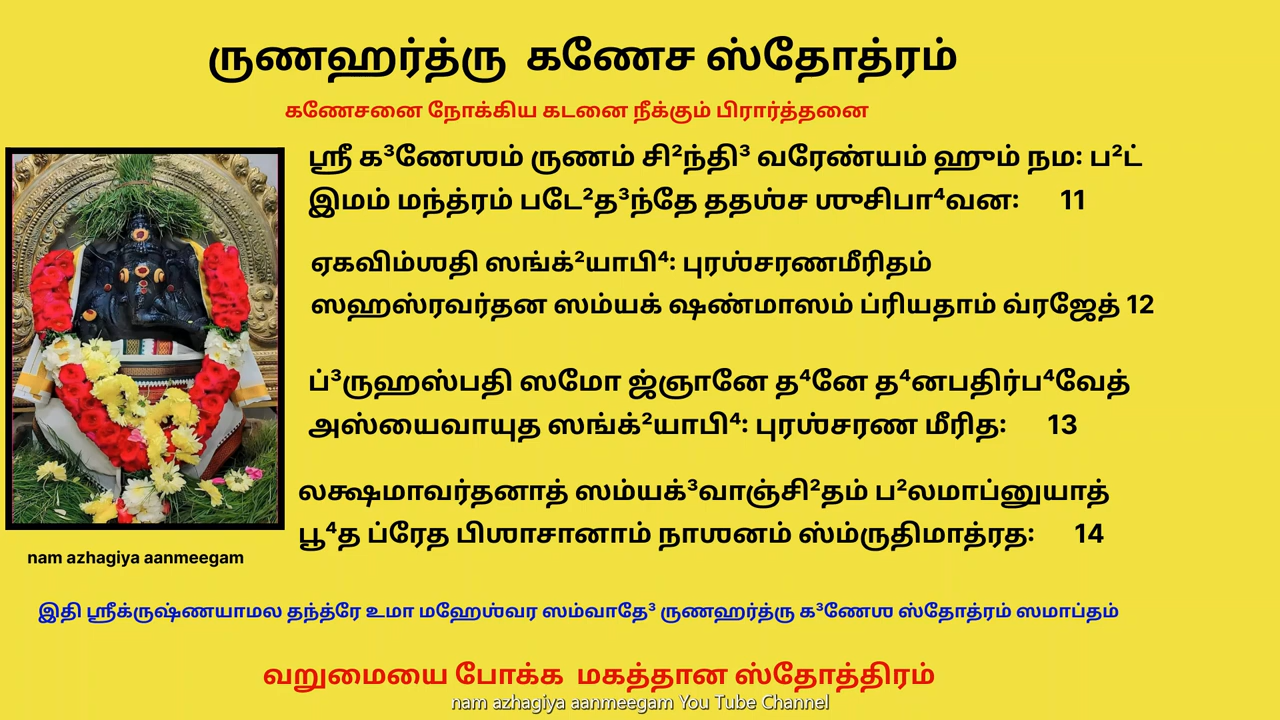 ருணஹர்த்ரு கணேச ஸ்தோத்ரம்
கணேசனை நோக்கிய கடனை நீக்கும் பிரார்த்தனை
ஸ்ரீ க³ணேஶம் ருணம் சி²ந்தி³ வரேண்யம் ஹும் நம: ப²ட்
இமம் மந்த்ரம் படே²த³ந்தே ததஶ்ச ஶுசிபா⁴வன: 11
ஏகவிம்ஶதி ஸங்க்²யாபி⁴: புரஶ்சரணமீரிதம்
ஸஹஸ்ரவர்தன ஸம்யக் ஷண்மாஸம் ப்ரியதாம் வ்ரஜேத் 12
ப்³ருஹஸ்பதி ஸமோ ஜ்ஞானே த⁴னே த⁴னபதிர்ப⁴வேத்
அஸ்யைவாயுத ஸங்க்²யாபி⁴: புரஶ்சரண மீரித: 13
லக்ஷமாவர்தனாத் ஸம்யக்³வாஞ்சி²தம் ப²லமாப்னுயாத்
பூ⁴த ப்ரேத பிஶாசானாம் நாஶனம் ஸ்ம்ருதிமாத்ரத: 14
nam azhagiya aanmeegam
இதி ஸ்ரீக்ருஷ்ணயாமல தந்த்ரே உமா மஹேஶ்வர ஸம்வாதே³ ருணஹர்த்ரு க³ணேஶ ஸ்தோத்ரம் ஸமாப்தம்
வறுமையை போக்க மகத்தான ஸ்தோத்திரம்
nam azhagiya aanmeegam You Tube Channel